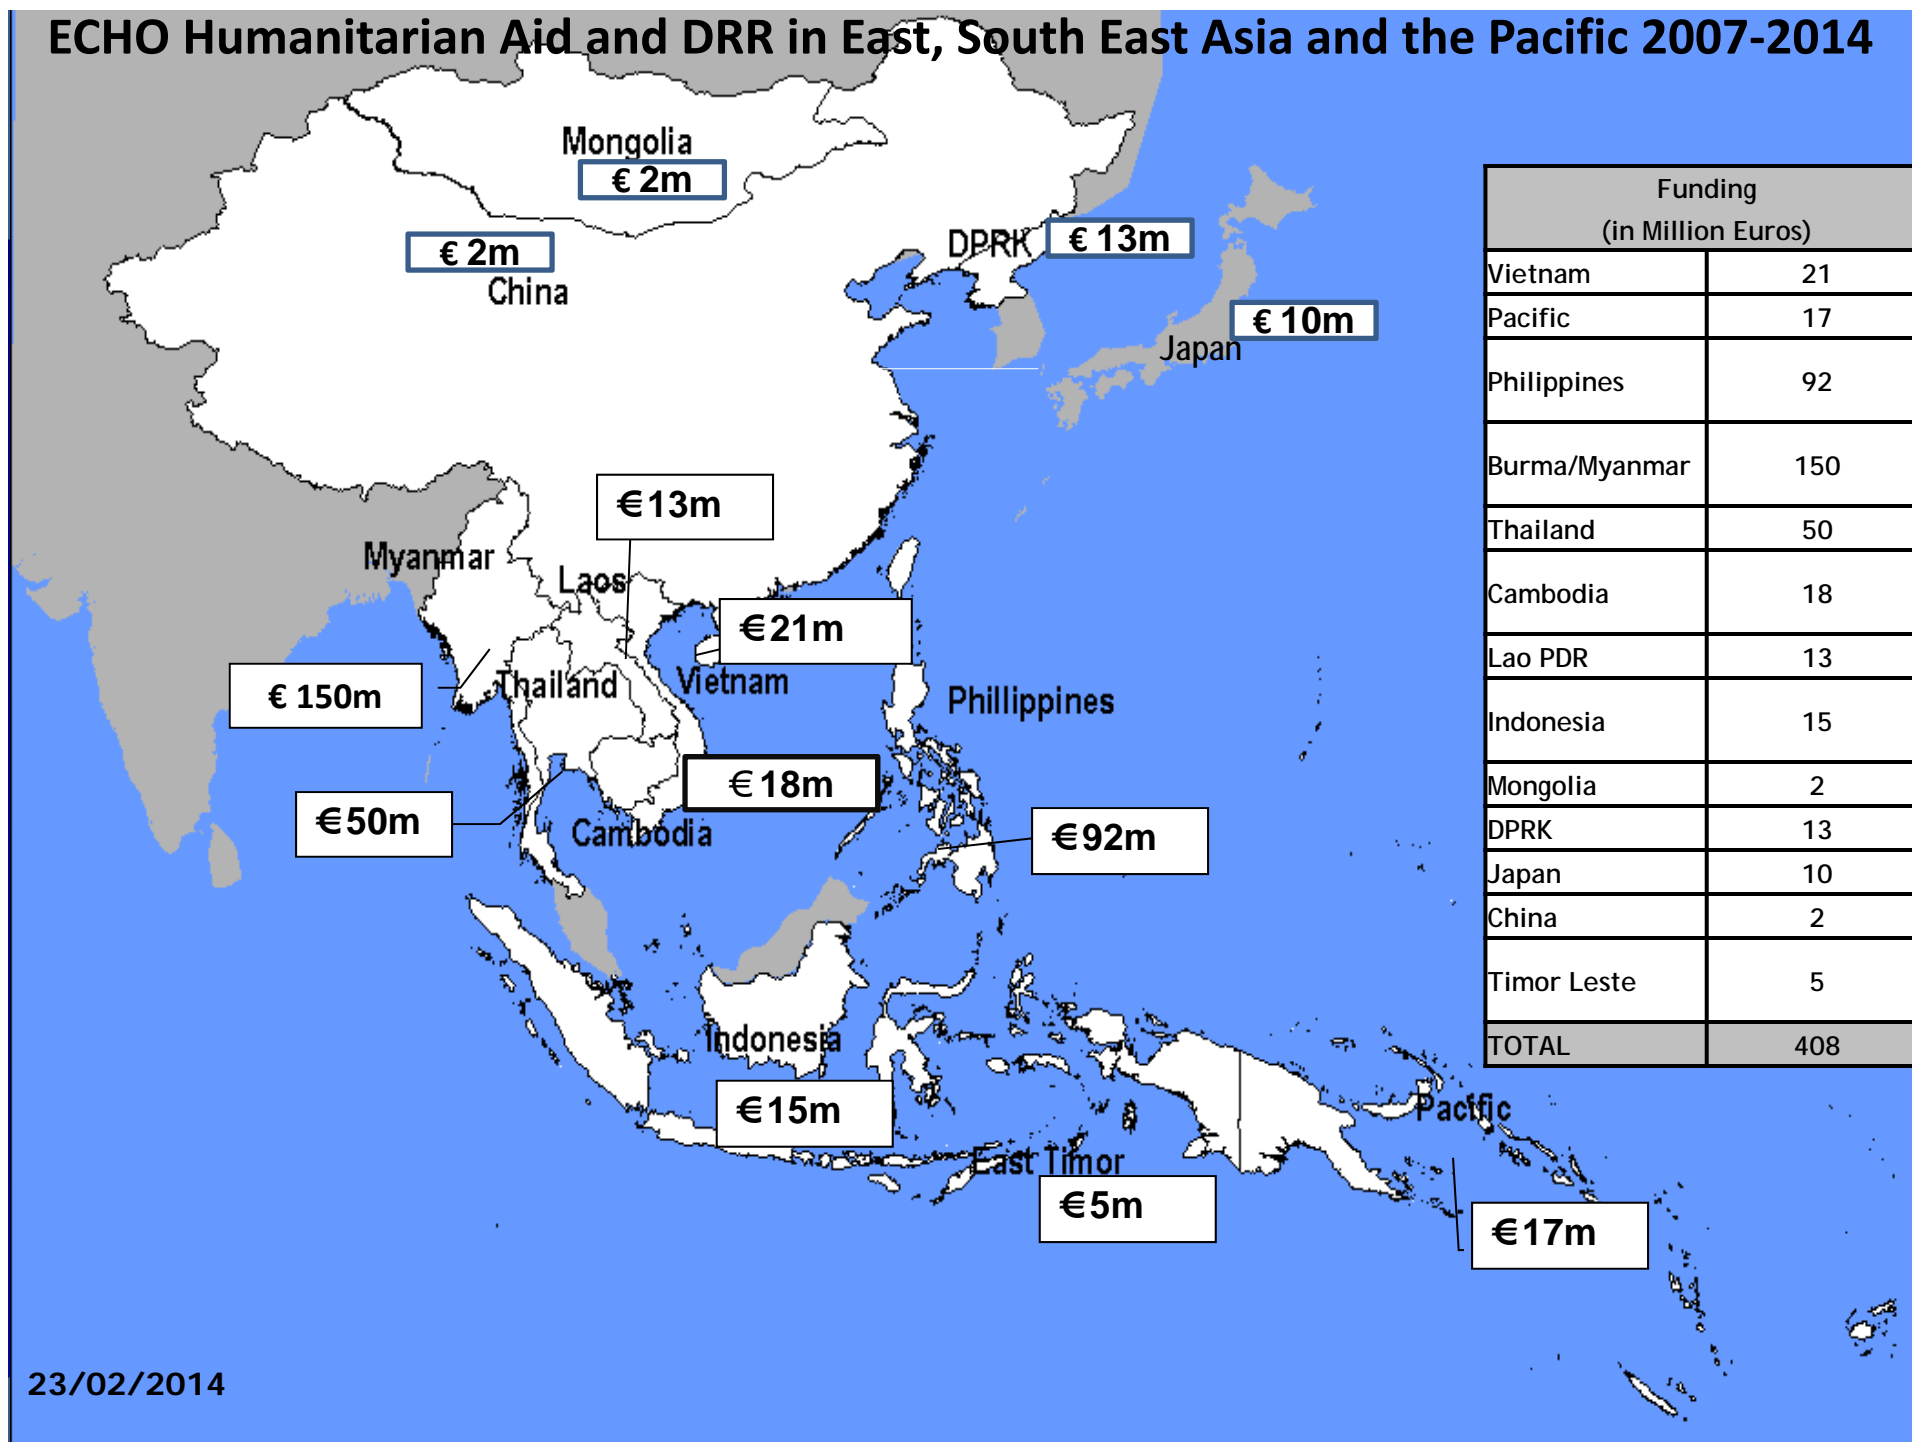 ECHO Humanitarian Aid and DRR in East, South East Asia and the Pacific 2007-2014
Mongolia
€ 2m
€ 2m
China
DPRK
€ 13m
€ 10m
Japan
€13m
Myanmar
Laos
€21m
€ 150m
Thailand
Vietnam
Phillippines
€18m
€50m
Cambodia
€92m
Indonesia
€15m
Pacific
East Timor
€5m
€17m
Funding
(in Million Euros)
Vietnam 21
Pacific 17
Philippines 92
Burma/Myanmar 150
Thailand 50
Cambodia 18
Lao PDR 13
Indonesia 15
Mongolia 2
DPRK 13
Japan 10
China 2
Timor Leste 5
TOTAL 408
23/02/2014